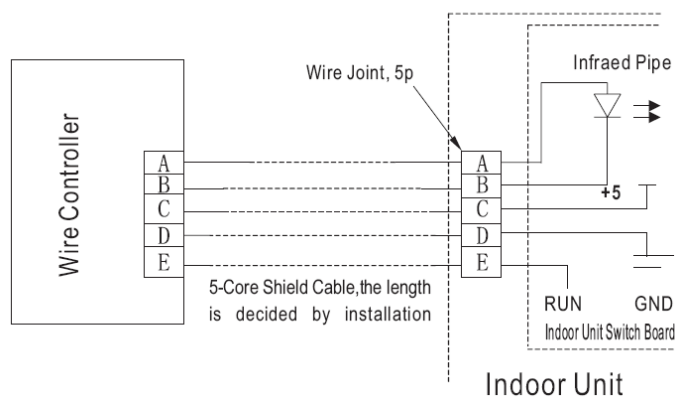 Infraed Pipe
Wire Joint, 5p
Wire Controller
A
B
C
D
E
A
B
C
D
E
+5
5-Core Shield Cable,the length
is decided by installation
RUN
GND
Indoor Unit Switch Board
Indoor Unit